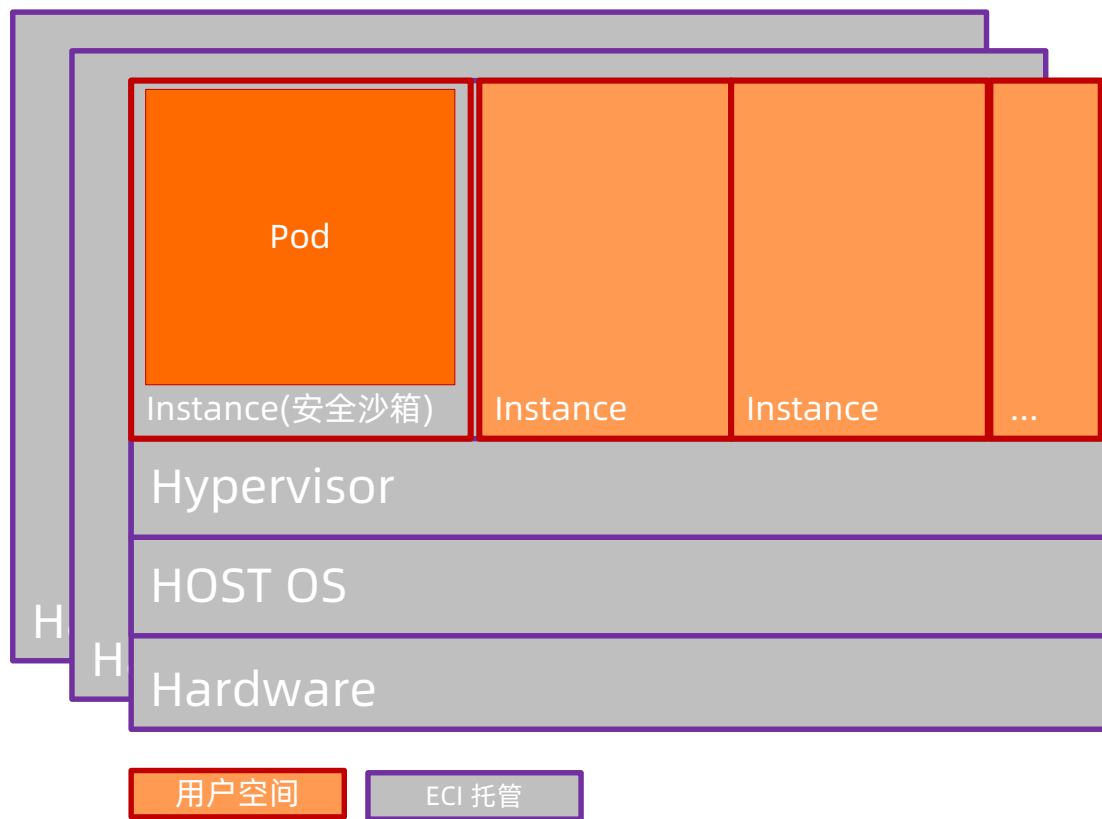 Pod
Instance(安全沙箱)
Instance
Instance
...
Hypervisor
HOST OS
Hardware
用户空间
ECI 托管